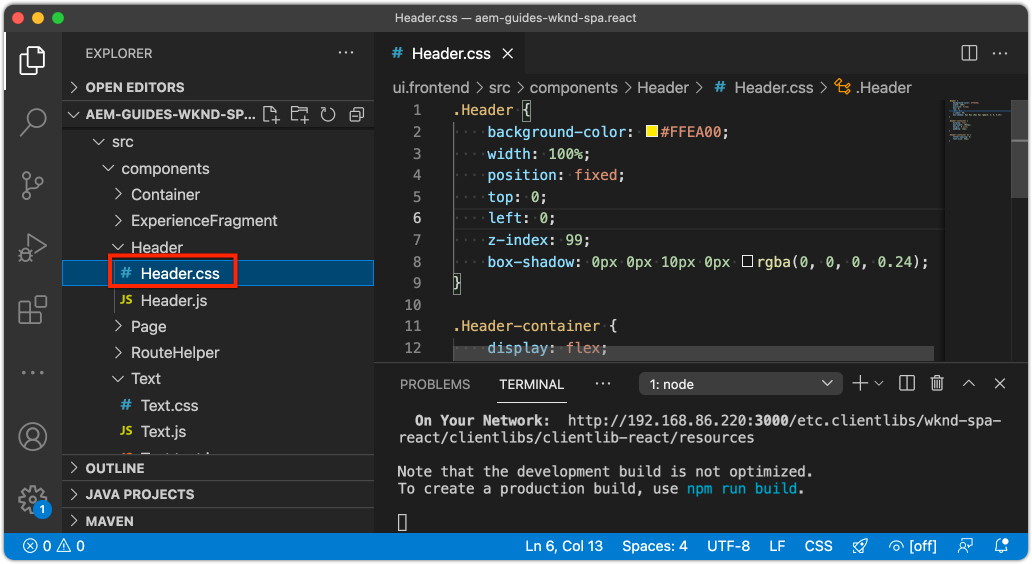 Header.css — aem-guides-wknd-spa.react
EXPLORER
OPEN EDITORS
AEM-GUIDES-WKND-SP...
src
components
Container
ExperienceFragment
Header
# Header.css
JS Header.js
Page
RouteHelper
Text
# Text.css
JS Text.js
OUTLINE
JAVA PROJECTS
MAVEN
# Header.css
ui.frontend > src > components > Header > # Header.css > .Header
1 .Header {
2 background-color: #FFEA00;
3 width: 100%;
4 position: fixed;
5 top: 0;
6 left: 0;
7 z-index: 99;
8 box-shadow: 0px 0px 10px 0px rgba(0, 0, 0, 0.24);
9 }
10
11 .Header-container {
12 display: flex;
PROBLEMS TERMINAL ... 1: node
On Your Network: http://192.168.86.220:3000/etc.clientlibs/wknd-spa-
react/clientlibs/clientlib-react/resources
Note that the development build is not optimized.
To create a production build, use npm run build.
1
0 0 Ln 6, Col 13 Spaces: 4 UTF-8 LF CSS [off]